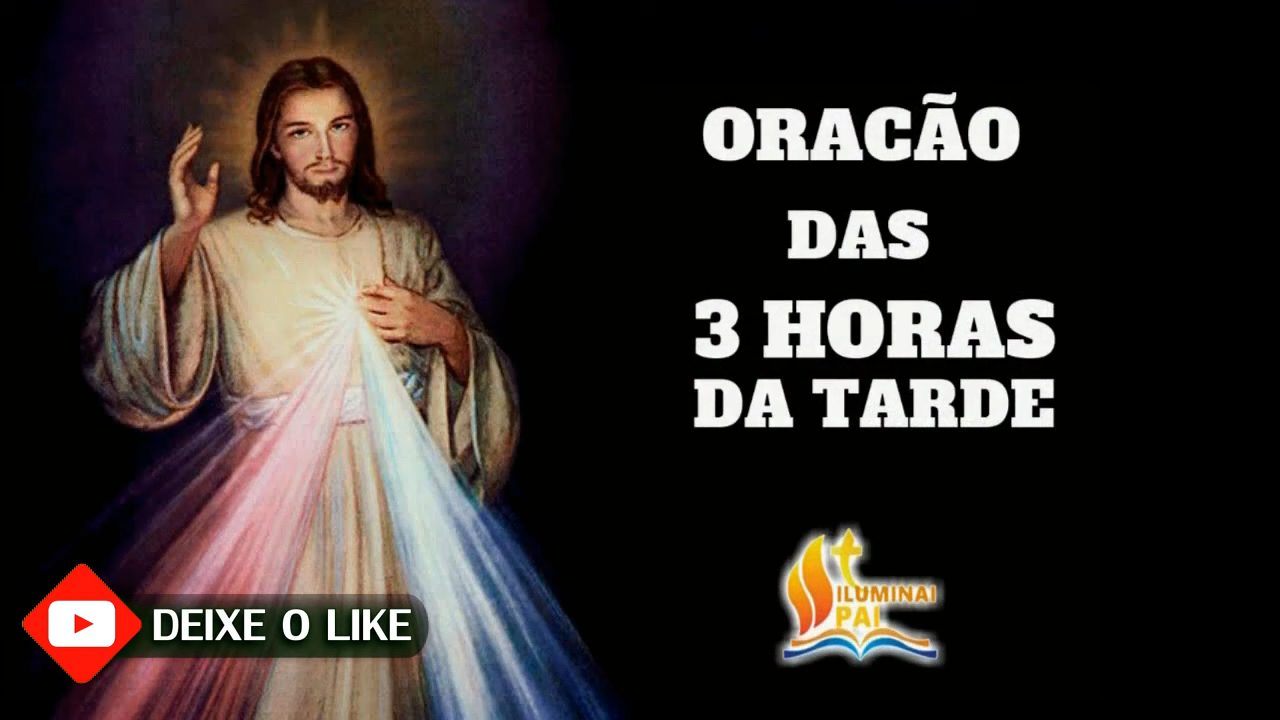 ORACÃO
DAS
3 HORAS
DA TARDE
ILUMINAI
PAI
DEIXE O LIKE